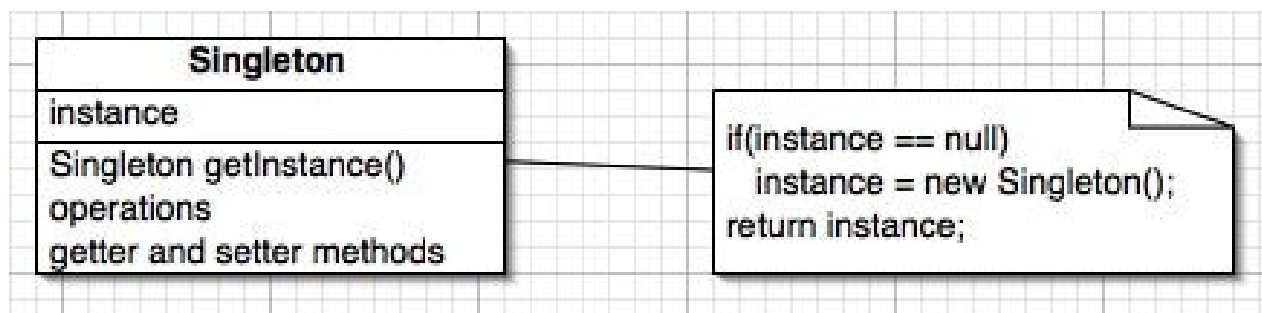 Singleton
instance
Singleton getInstance()
operations
getter and setter methods
if(instance == null)
instance = new Singleton();
return instance;